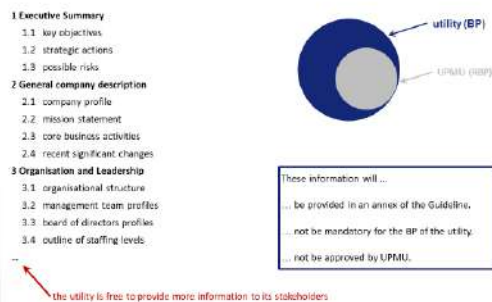 1 Executive Summary
1.1 key objectives
1.2 strategic actions
1.3 possible risks
2 General company description
2.1 company profile
2.2 mission statement
2.3 core business activities
2.4 recent significant changes
3 Organisation and Leadership
3.1 organisational structure
3.2 management team profiles
3.3 board of directors profiles
3.4 outline of staffing levels
...
the utility is free to provide more information to its stakeholders
utility (BP)
UPMU (RBP)
These information will ...
... be provided in an annex of the Guideline.
... not be mandatory for the BP of the utility.
... not be approved by UPMU.